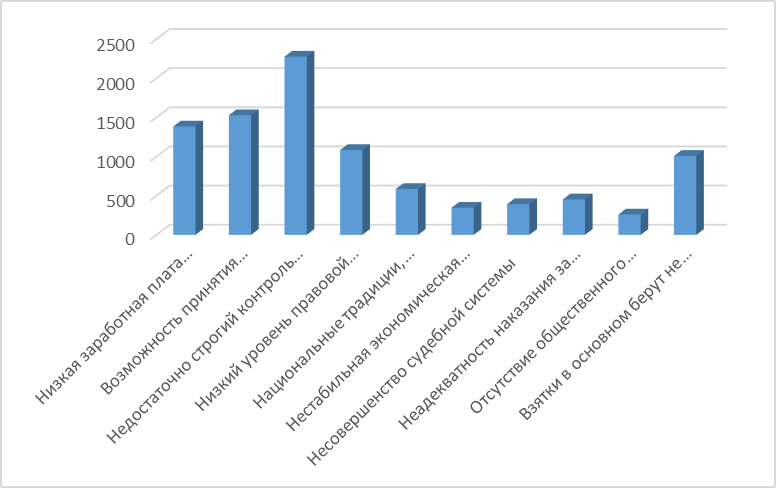 2500
2000
1500
1000
500
0
Низкая заработная плата…
Возможность принятия…
Недостаточно строгий контроль…
Низкий уровень правовой…
Национальные традиции,…
Нестабильная экономическая…
Несовершенство судебной системы
Неадекватность наказания за…
Отсутствие общественного…
Взятки в основном берут не…